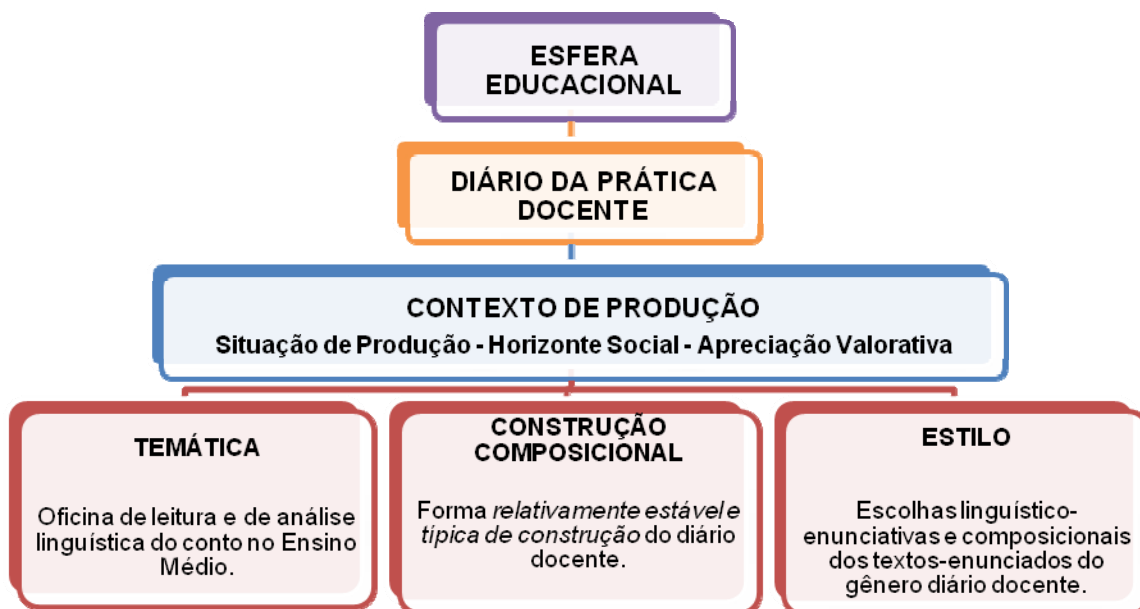 ESFERA
EDUCACIONAL
DIÁRIO DA PRÁTICA
DOCENTE
CONTEXTO DE PRODUÇÃO
Situação de Produção - Horizonte Social - Apreciação Valorativa
TEMÁTICA
Oficina de leitura e de análise
linguística do conto no Ensino
Médio.
CONSTRUÇÃO
COMPOSICIONAL
Forma relativamente estável e
típica de construção do diário
docente.
ESTILO
Escolhas linguístico-
enunciativas e composicionais
dos textos-enunciados do
gênero diário docente.